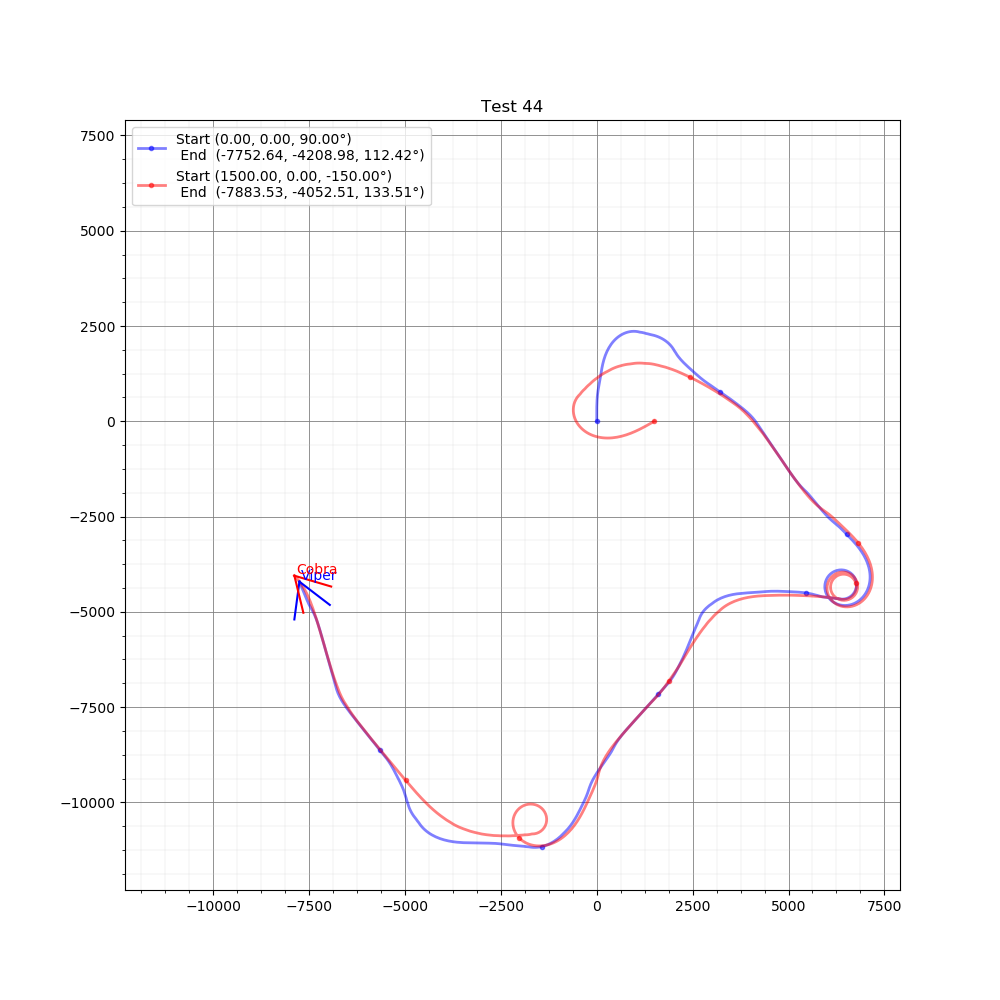 Test 44
Start (0.00, 0.00, 90.00°)
End  (-7752.64, -4208.98, 112.42°)
Start (1500.00, 0.00, -150.00°)
End  (-7883.53, -4052.51, 133.51°)
7500
5000
2500
0
−2500
−5000
−7500
−10000
Cobra
Viper
−10000 −7500 −5000 −2500 0 2500 5000 7500